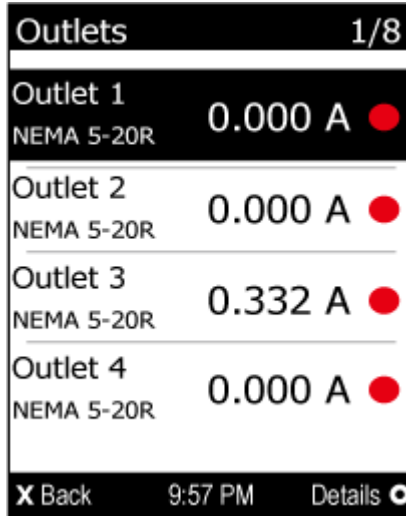 Outlets 1/8
Outlet 1
NEMA 5-20R 0.000 A
Outlet 2
NEMA 5-20R 0.000 A
Outlet 3
NEMA 5-20R 0.332 A
Outlet 4
NEMA 5-20R 0.000 A
X Back 9:57 PM Details O